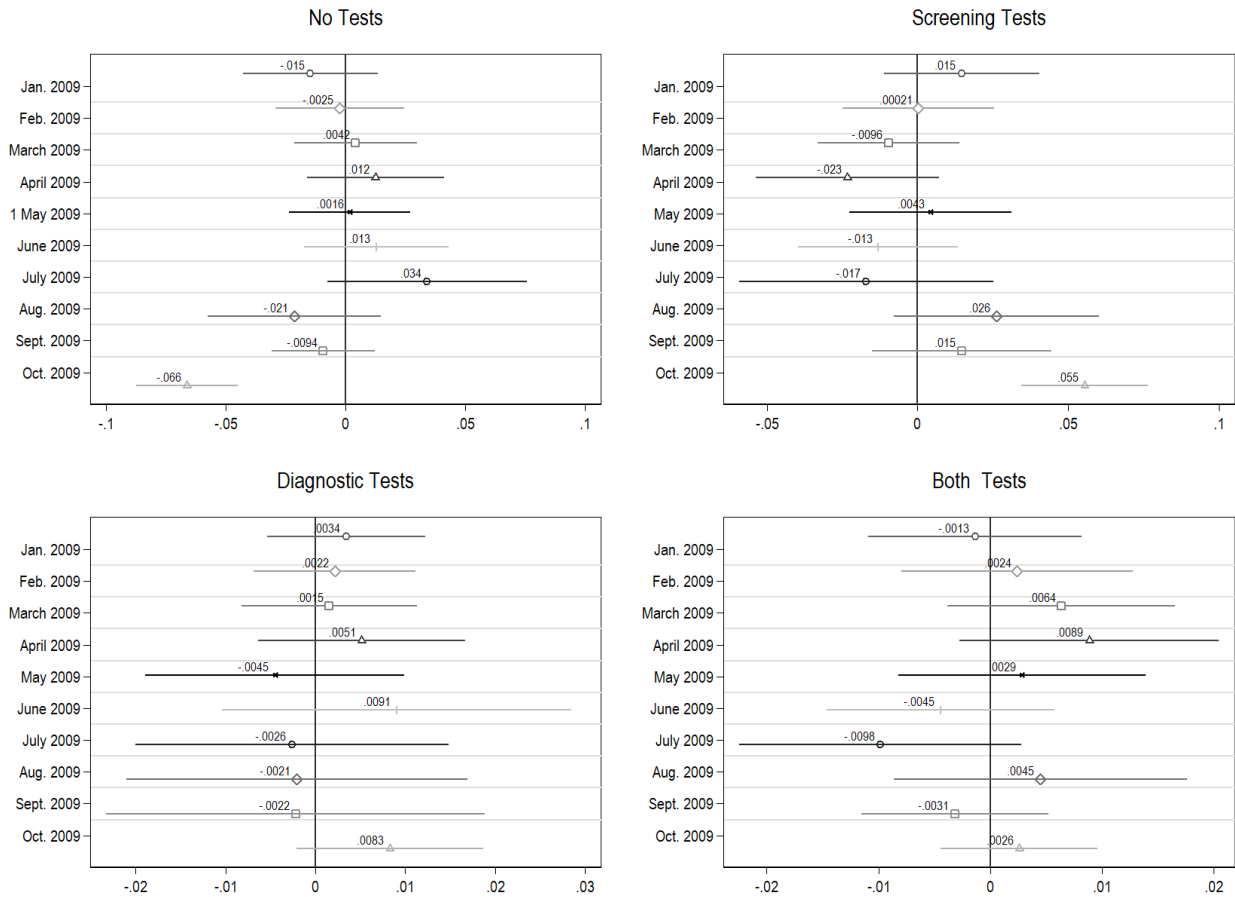 No Tests
-.015
Jan. 2009
-.0025
Feb. 2009
.0042
March 2009
.012
April 2009
.0016
1 May 2009
.013
June 2009
.034
July 2009
-.021
Aug. 2009
-.0094
Sept. 2009
-.066
Oct. 2009
-.1 -.05 0 .05 .1
Screening Tests
.015
Jan. 2009
.00021
Feb. 2009
-.0096
March 2009
-.023
April 2009
.0043
May 2009
-.013
June 2009
-.017
July 2009
.026
Aug. 2009
.015
Sept. 2009
.055
Oct. 2009
-.05 0 .05 .1
Diagnostic Tests
.0034
Jan. 2009
.0022
Feb. 2009
.0015
March 2009
.0051
April 2009
-.0045
May 2009
.0091
June 2009
-.0026
July 2009
-.0021
Aug. 2009
-.0022
Sept. 2009
.0083
Oct. 2009
-.02 -.01 0 .01 .02 .03
Both Tests
-.0013
Jan. 2009
.0024
Feb. 2009
.0064
March 2009
.0089
April 2009
.0029
May 2009
-.0045
June 2009
-.0098
July 2009
.0045
Aug. 2009
-.0031
Sept. 2009
.0026
Oct. 2009
-.02 -.01 0 .01 .02